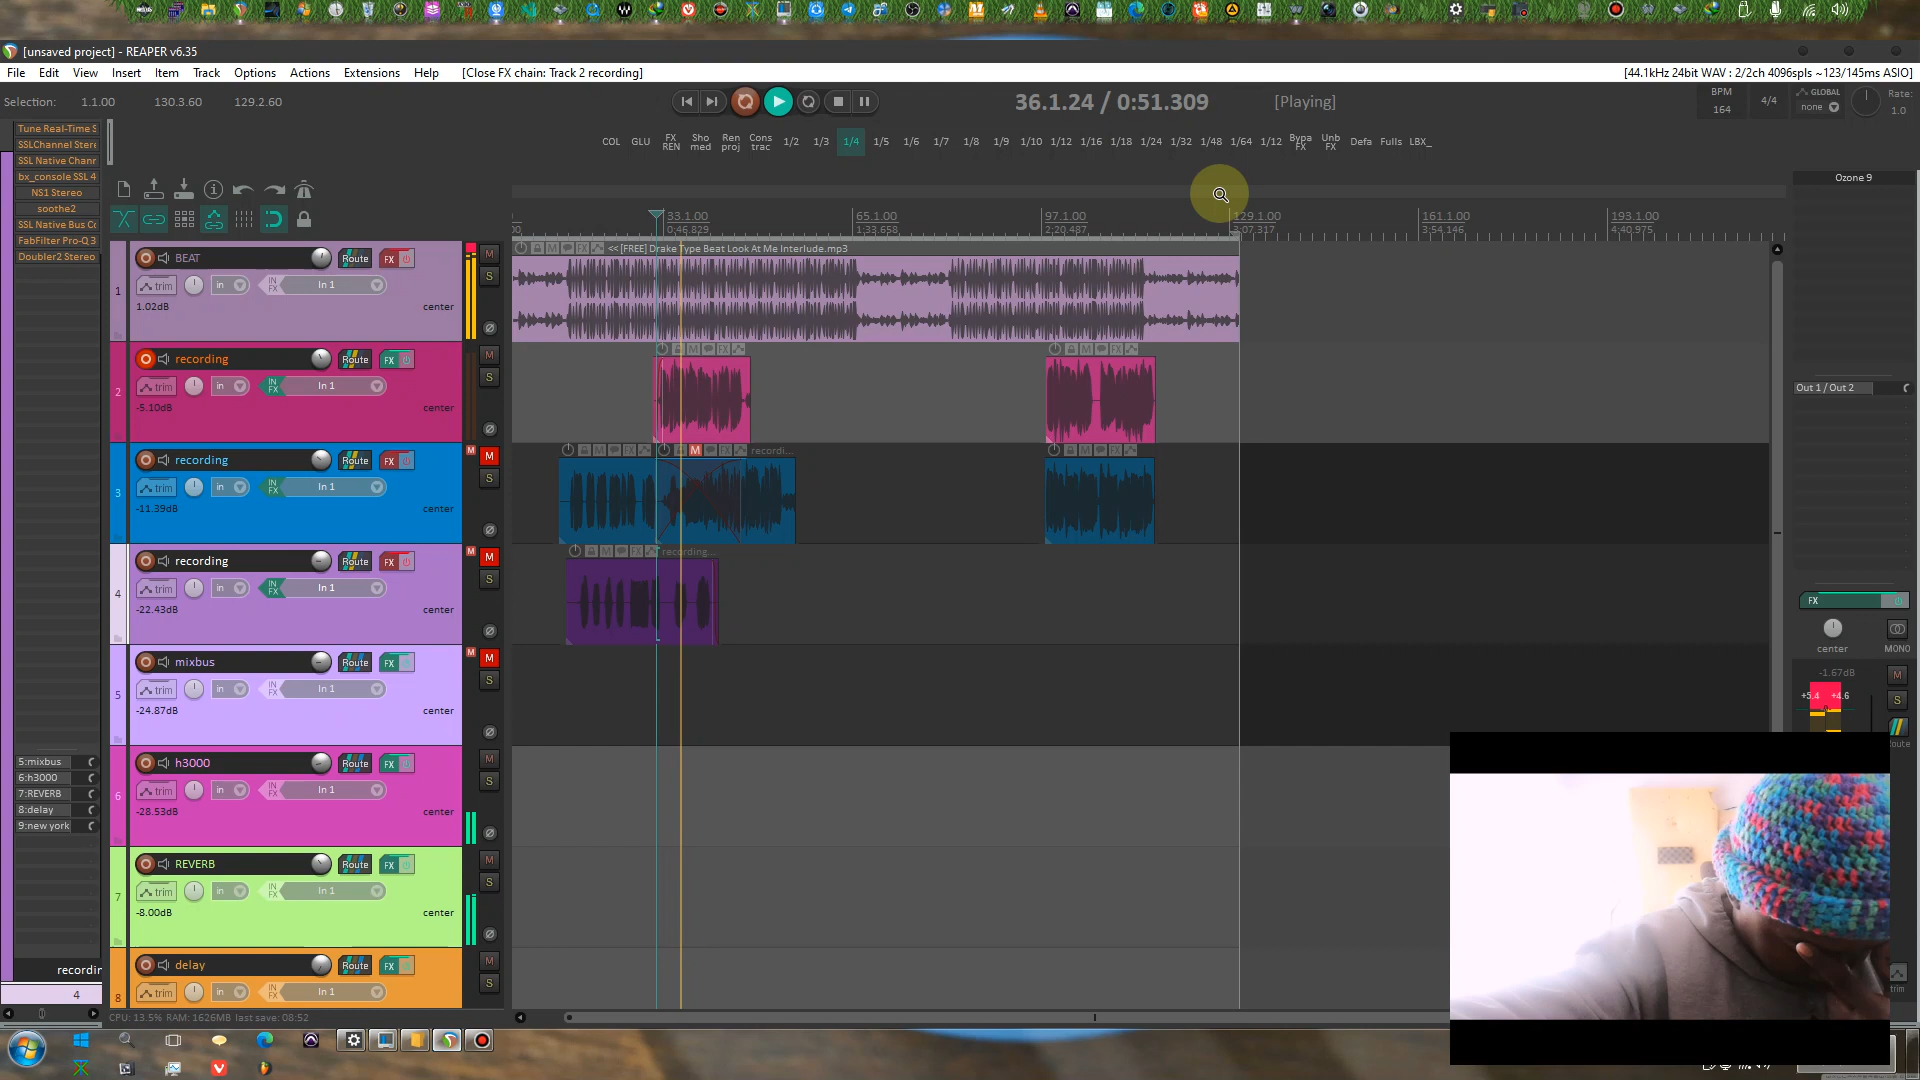 [unsaved project] - REAPER v6.35
File Edit View Insert Item Track Options Actions Extensions Help [Close FX chain: Track 2 recording]
[44.1kHz 24bit WAV : 2/2ch 4096spls ~123/145ms ASIO]
Selection: 1.1.00 130.3.60 129.2.60
36.1.24 / 0:51.309 [Playing]
BPM 164 4/4 GLOBAL none Rate: 1.0
COL GLU FX REN Sho med Ren proj Cons trac 1/2 1/3 1/4 1/5 1/6 1/7 1/8 1/9 1/10 1/12 1/16 1/18 1/24 1/32 1/48 1/64 1/12 Bypa FX Unb FX Defa Fulls LBX_
Tune Real-Time S
SSLChannel Stere
SSL Native Chanr
bx_console SSL 4
NS1 Stereo
soothe2
SSL Native Bus Co
FabFilter Pro-Q 3
Doubler2 Stereo
33.1.00 65.1.00 97.1.00 129.1.00 161.1.00 193.1.00
0:46.829 1:33.658 2:20.487 3:07.317 3:54.146 4:40.975
<< [FREE] Drake Type Beat Look At Me Interlude.mp3
1 BEAT Route FX M S
trim in IN FX In 1
1.02dB center
2 recording Route FX M S
trim in IN FX In 1
-5.10dB center
3 recording Route FX M S
trim in IN FX In 1
-11.39dB center
recordi...
4 recording Route FX M S
trim in IN FX In 1
-22.43dB center
recording...
5 mixbus Route FX M S
trim in IN FX In 1
-24.87dB center
6 h3000 Route FX M S
trim in IN FX In 1
-28.53dB center
7 REVERB Route FX M S
trim in IN FX In 1
-8.00dB center
8 delay Route FX M S
trim in IN FX In 1
5:mixbus
6:h3000
7:REVERB
8:delay
9:new york
recordin
4
CPU: 13.5% RAM: 1626MB last save: 08:52
Ozone 9
Out 1 / Out 2
FX
center MONO
-1.67dB M
+5.4 +4.6 S
Route
trim